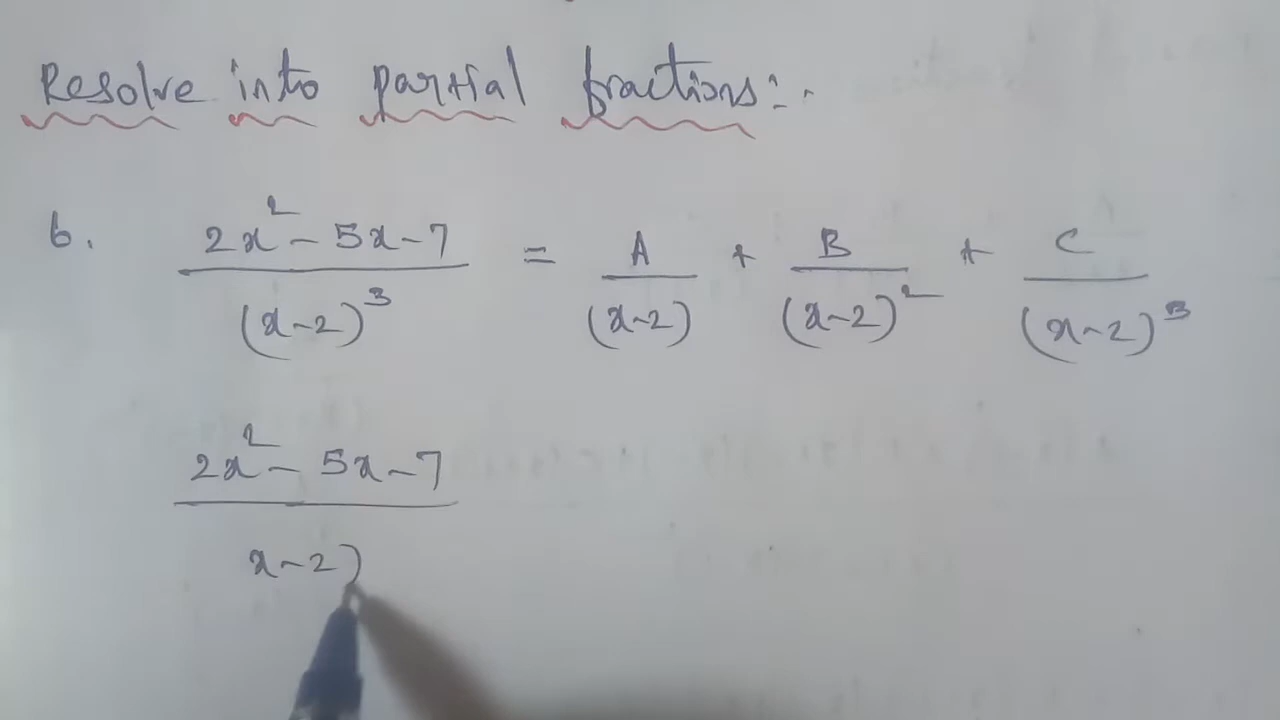 Resolve into partial fractions:-
6. 2x² - 5x - 7 / (x-2)³ = A / (x-2) + B / (x-2)² + C / (x-2)³
2x² - 5x - 7 / x-2)